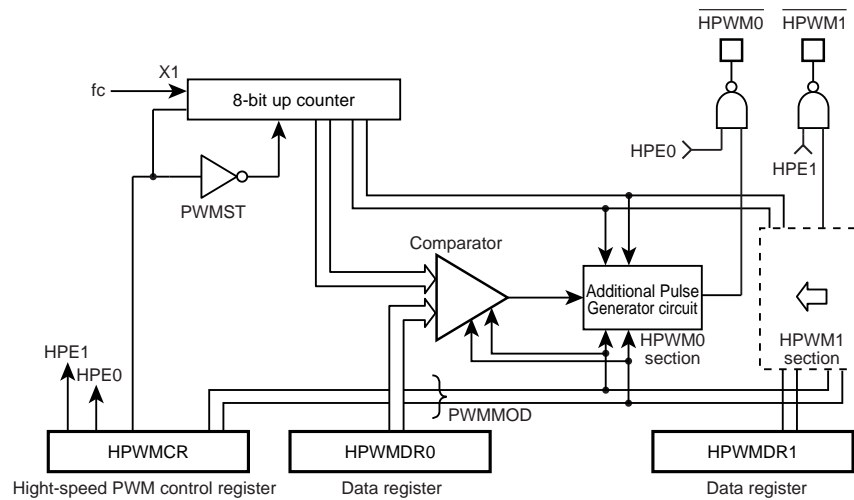 HPWM0 HPWM1
X1
fc
8-bit up counter
HPE0
HPE1
PWMST
Comparator
Additional Pulse
Generator circuit
HPWM0
section
HPWM1
section
HPE1
HPE0
PWMMOD
HPWMCR
HPWMDR0
HPWMDR1
Hight-speed PWM control register
Data register
Data register